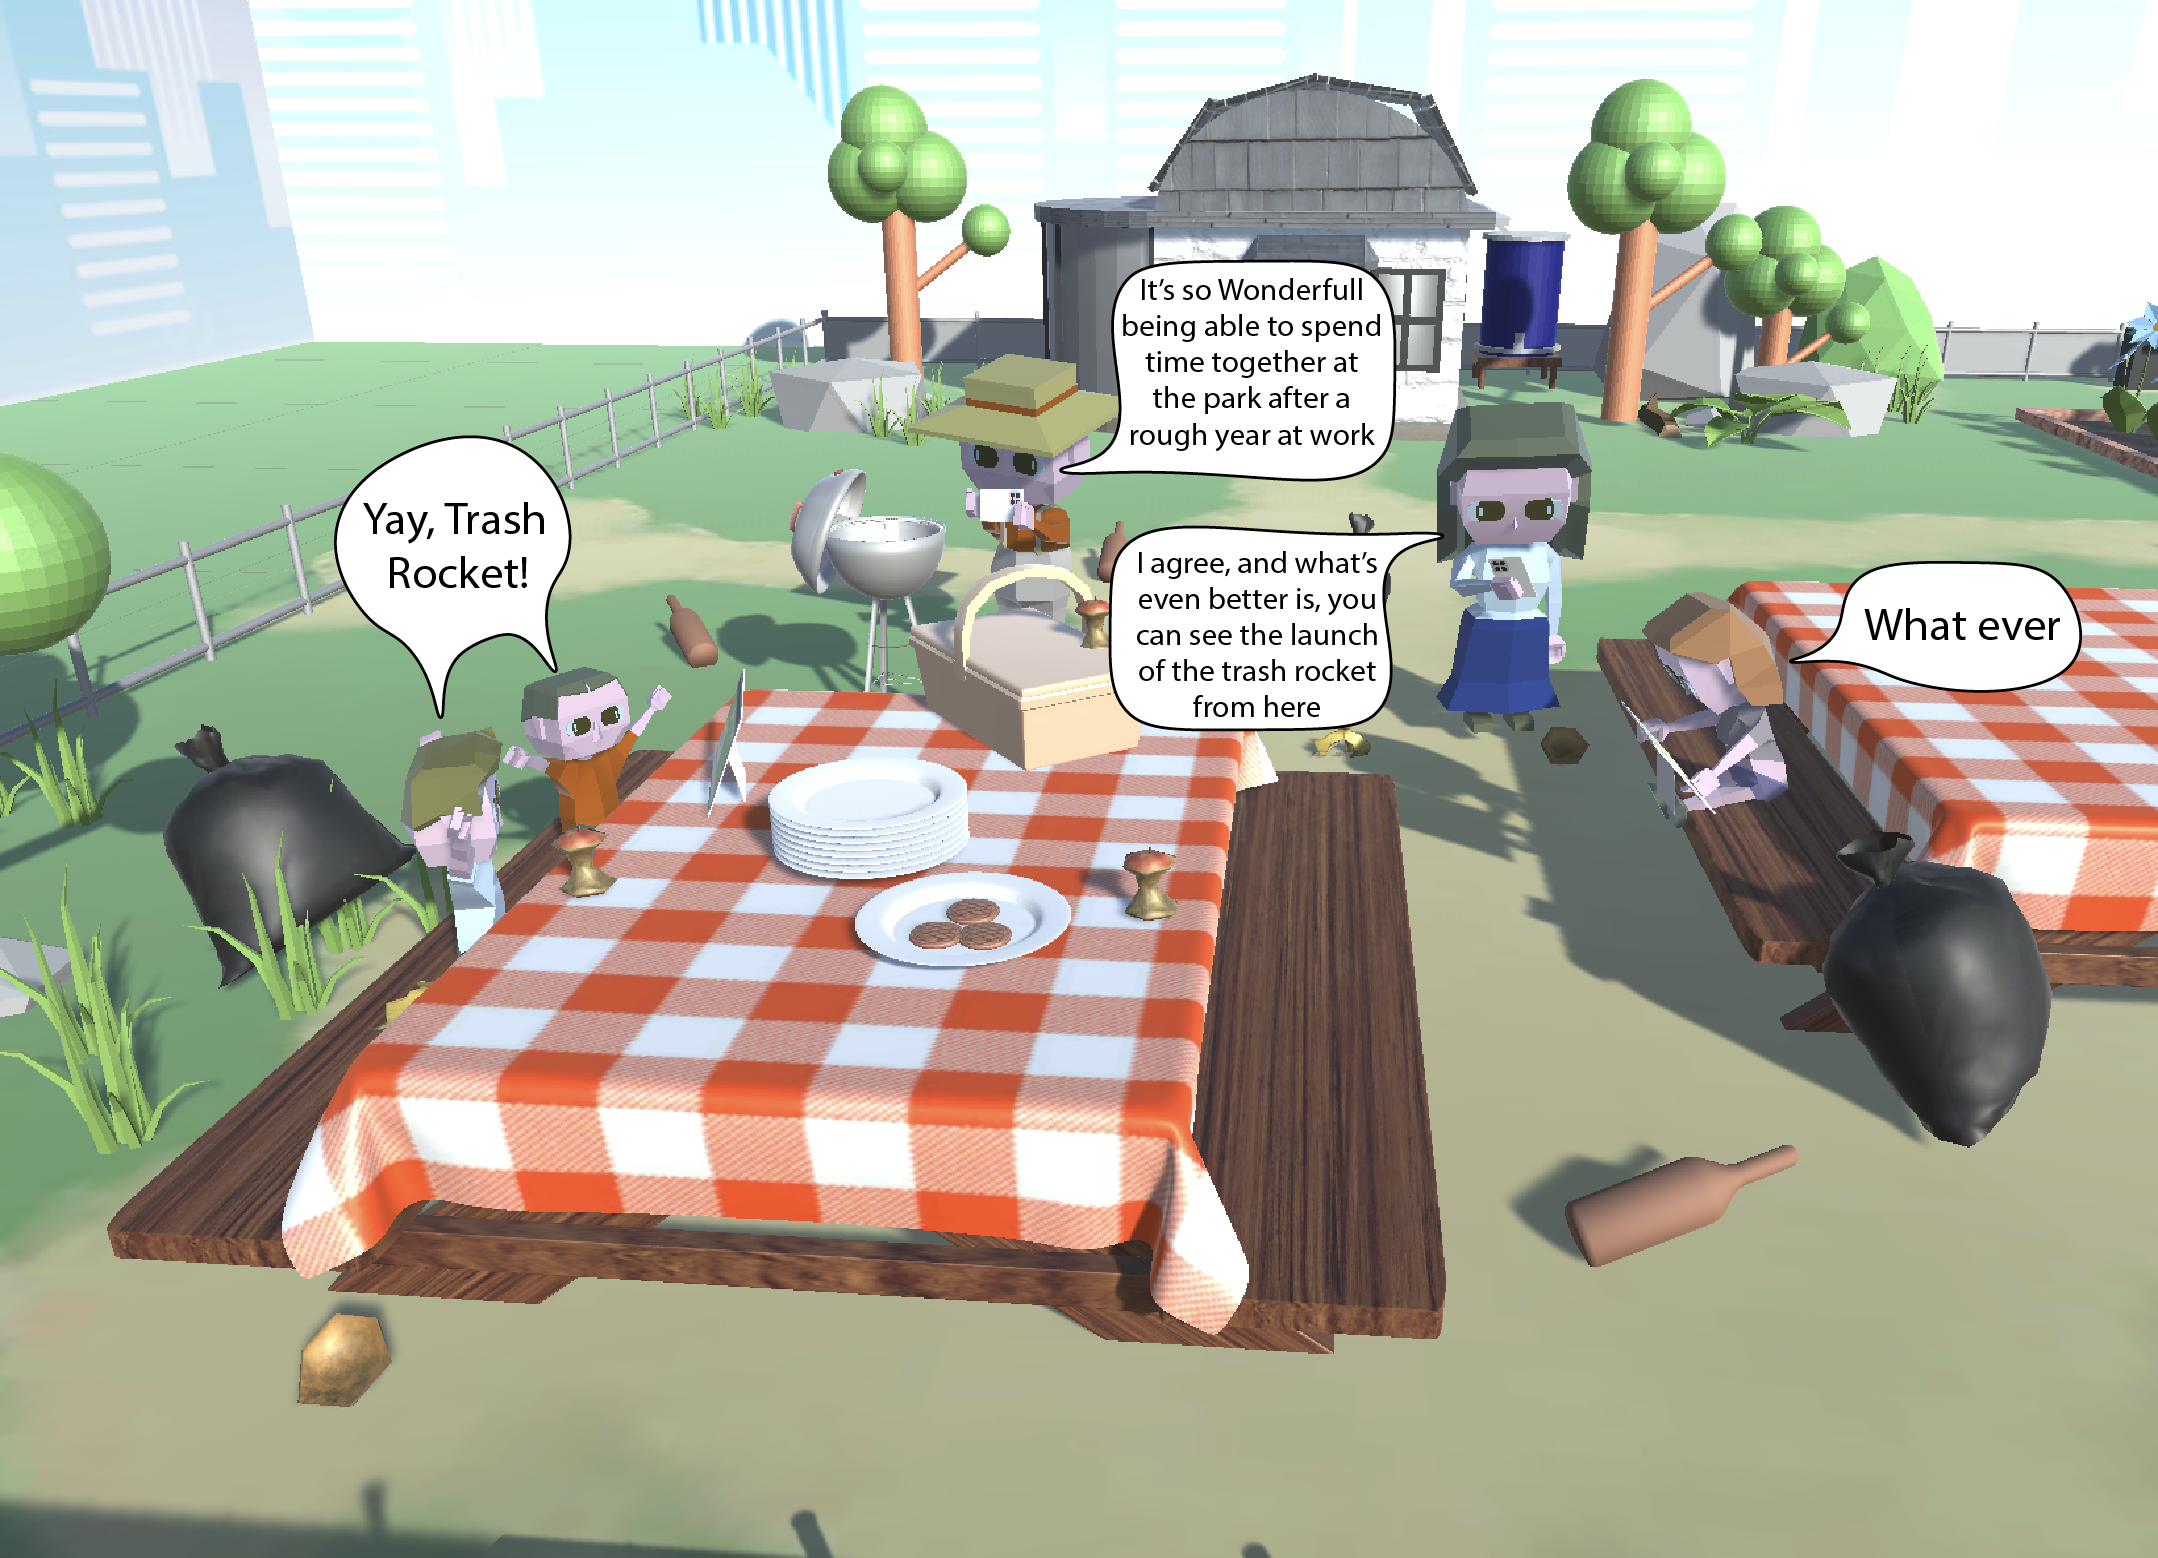 It's so Wonderfull
being able to spend
time together at
the park after a
rough year at work
Yay, Trash
Rocket!
I agree, and what's
even better is, you
can see the launch
of the trash rocket
from here
What ever